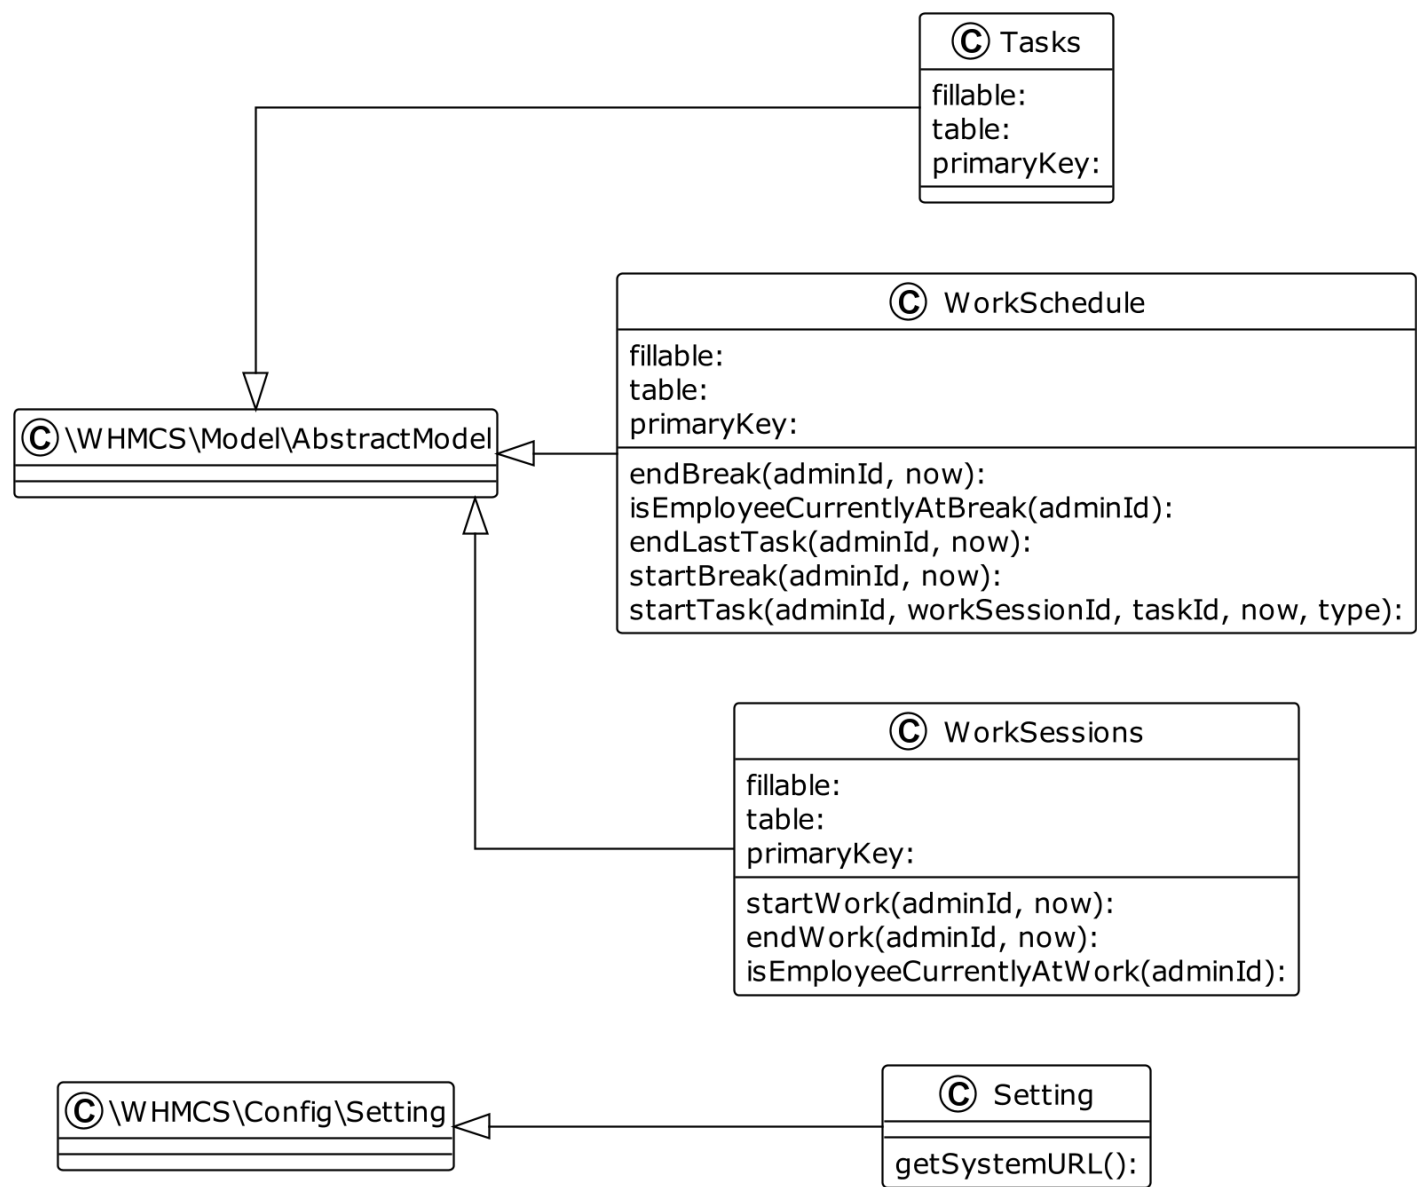 C Tasks
fillable:
table:
primaryKey:
C WorkSchedule
fillable:
table:
primaryKey:
endBreak(adminId, now):
isEmployeeCurrentlyAtBreak(adminId):
endLastTask(adminId, now):
startBreak(adminId, now):
startTask(adminId, workSessionId, taskId, now, type):
C \WHMCS\Model\AbstractModel
C WorkSessions
fillable:
table:
primaryKey:
startWork(adminId, now):
endWork(adminId, now):
isEmployeeCurrentlyAtWork(adminId):
C \WHMCS\Config\Setting
C Setting
getSystemURL():